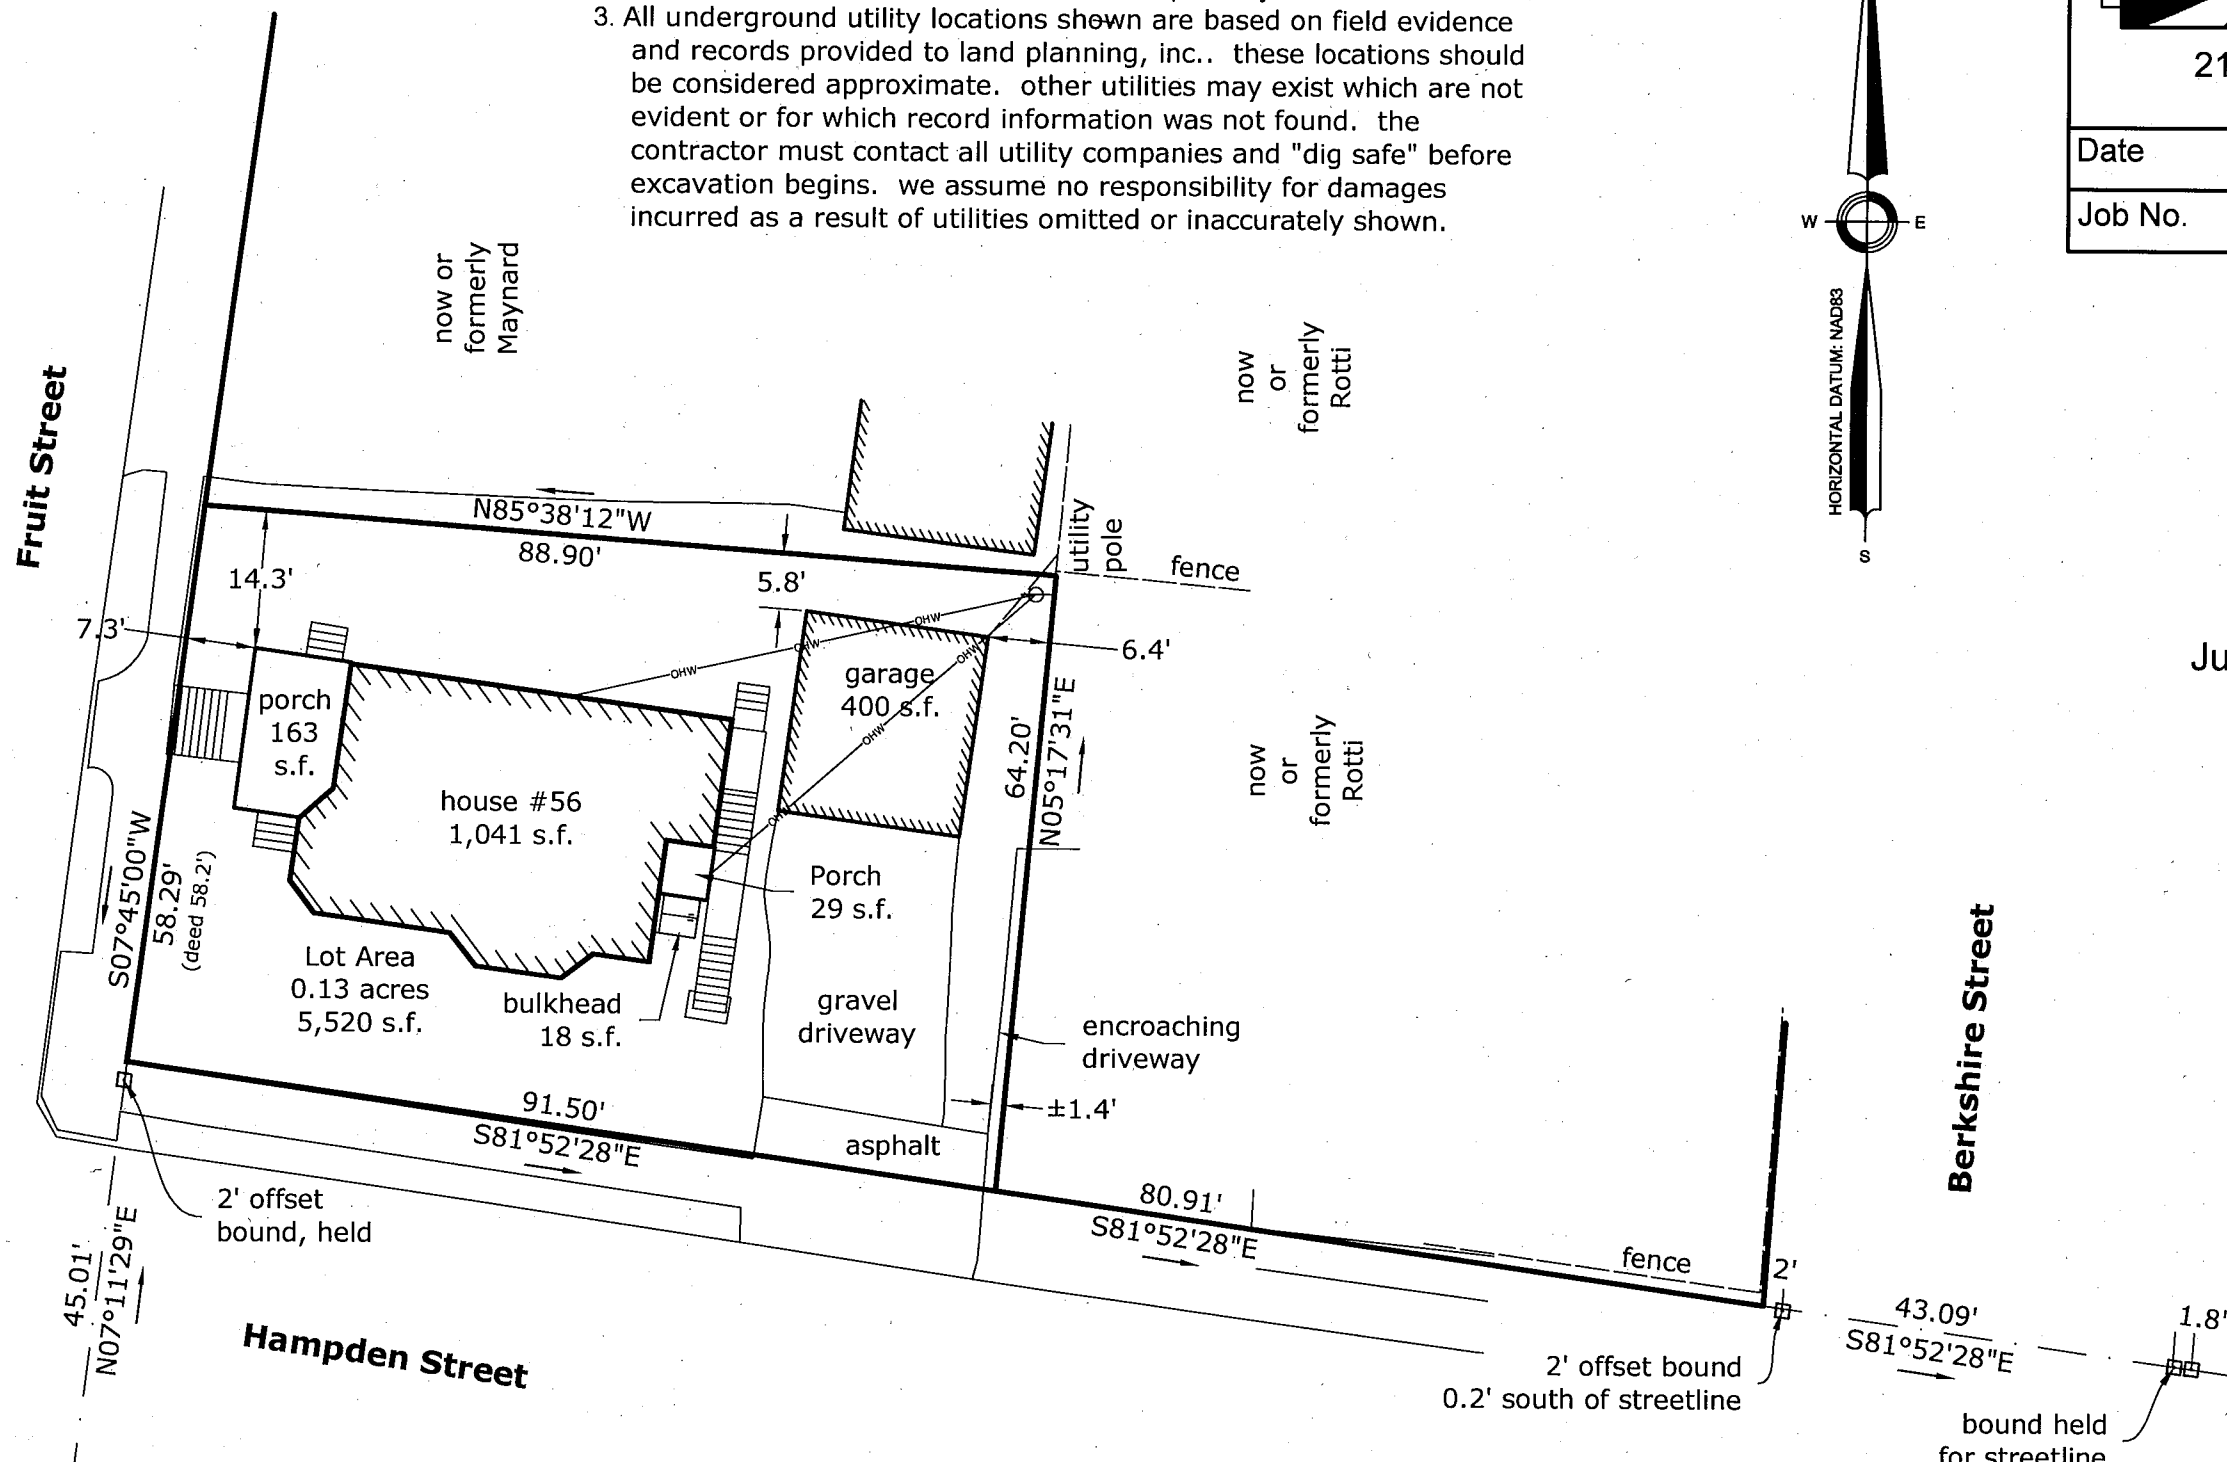 3. All underground utility locations shown are based on field evidence
and records provided to land planning, inc.. these locations should
be considered approximate. other utilities may exist which are not
evident or for which record information was not found. the
contractor must contact all utility companies and "dig safe" before
excavation begins. we assume no responsibility for damages
incurred as a result of utilities omitted or inaccurately shown.
21
Date
Job No.
W
E
HORIZONTAL DATUM: NAD83
S
now or
formerly
Maynard
now
or
formerly
Rotti
Fruit Street
N85°38'12"W
88.90'
utility
pole
fence
14.3'
5.8'
7.3'
6.4'
OHW
OHW
OHW
OHW
OHW
garage
400 s.f.
porch
163
s.f.
house #56
1,041 s.f.
64.20'
N05°17'31"E
now
or
formerly
Rotti
Ju
S07°45'00"W
58.29'
(deed 58.2')
Porch
29 s.f.
Lot Area
0.13 acres
5,520 s.f.
bulkhead
18 s.f.
gravel
driveway
encroaching
driveway
±1.4'
asphalt
91.50'
S81°52'28"E
2' offset
bound, held
45.01'
N07°11'29"E
Hampden Street
80.91'
S81°52'28"E
fence
2'
Berkshire Street
43.09'
S81°52'28"E
1.8'
2' offset bound
0.2' south of streetline
bound held
for streetline